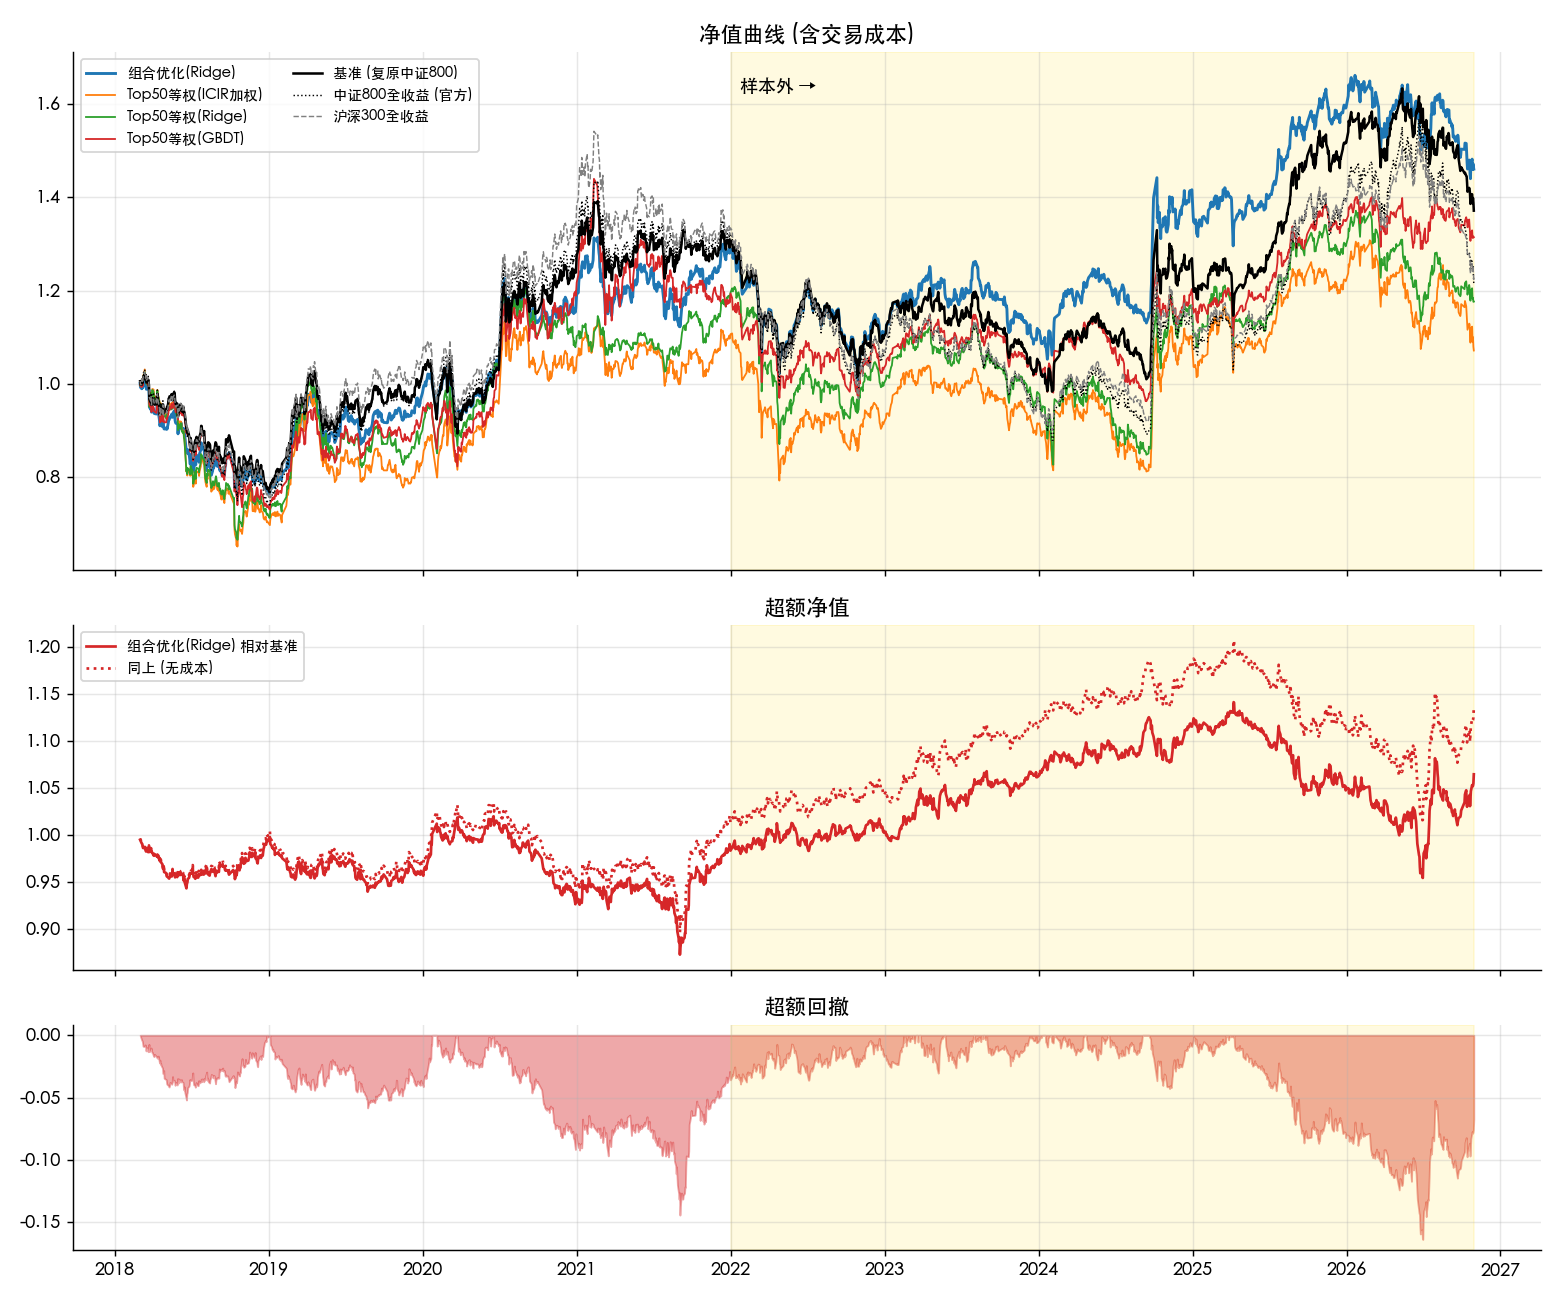 净值曲线 (含交易成本)
组合优化(Ridge)
Top50等权(ICIR加权)
Top50等权(Ridge)
Top50等权(GBDT)
基准 (复原中证800)
中证800全收益 (官方)
沪深300全收益
样本外 →
1.6
1.4
1.2
1.0
0.8
超额净值
组合优化(Ridge) 相对基准
同上 (无成本)
1.20
1.15
1.10
1.05
1.00
0.95
0.90
超额回撤
0.00
-0.05
-0.10
-0.15
2018 2019 2020 2021 2022 2023 2024 2025 2026 2027